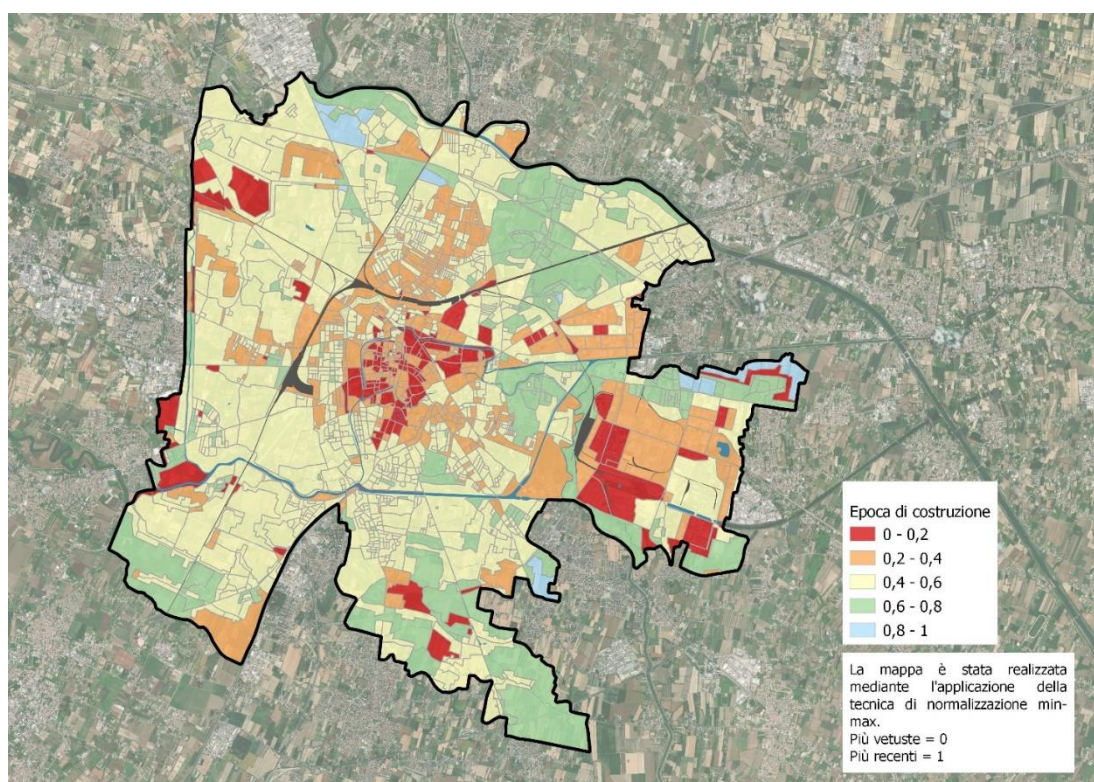 Epoca di costruzione
0 - 0,2
0,2 - 0,4
0,4 - 0,6
0,6 - 0,8
0,8 - 1
La mappa è stata realizzata
mediante l'applicazione della
tecnica di normalizzazione min-
max.
Più vetuste = 0
Più recenti = 1